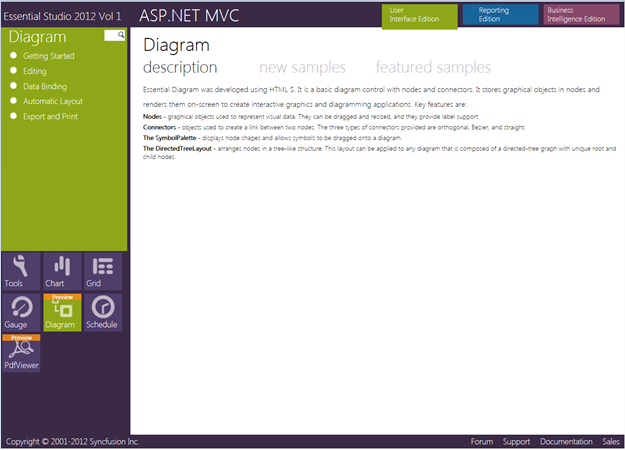 Essential Studio 2012 Vol 1
ASP.NET MVC
User
Interface Edition
Reporting
Edition
Business
Intelligence Edition
Diagram
Getting Started
Editing
Data Binding
Automatic Layout
Export and Print
Diagram
description new samples featured samples
Essential Diagram was developed using HTML 5. It is a basic diagram control with nodes and connectors. It stores graphical objects in nodes and
renders them on-screen to create interactive graphics and diagramming applications. Key features are:
Nodes - graphical objects used to represent visual data. They can be dragged and resized, and they provide label support.
Connectors - objects used to create a link between two nodes. The three types of connectors provided are orthogonal, Bezier, and straight.
The SymbolPalette - displays node shapes and allows symbols to be dragged onto a diagram.
The DirectedTreeLayout - arranges nodes in a tree-like structure. This layout can be applied to any diagram that is composed of a directed-tree graph with unique root and
child nodes.
Tools
Chart
Grid
Gauge
Preview
Diagram
Schedule
Preview
PdfViewer
Copyright © 2001-2012 Syncfusion Inc.
Forum Support Documentation Sales